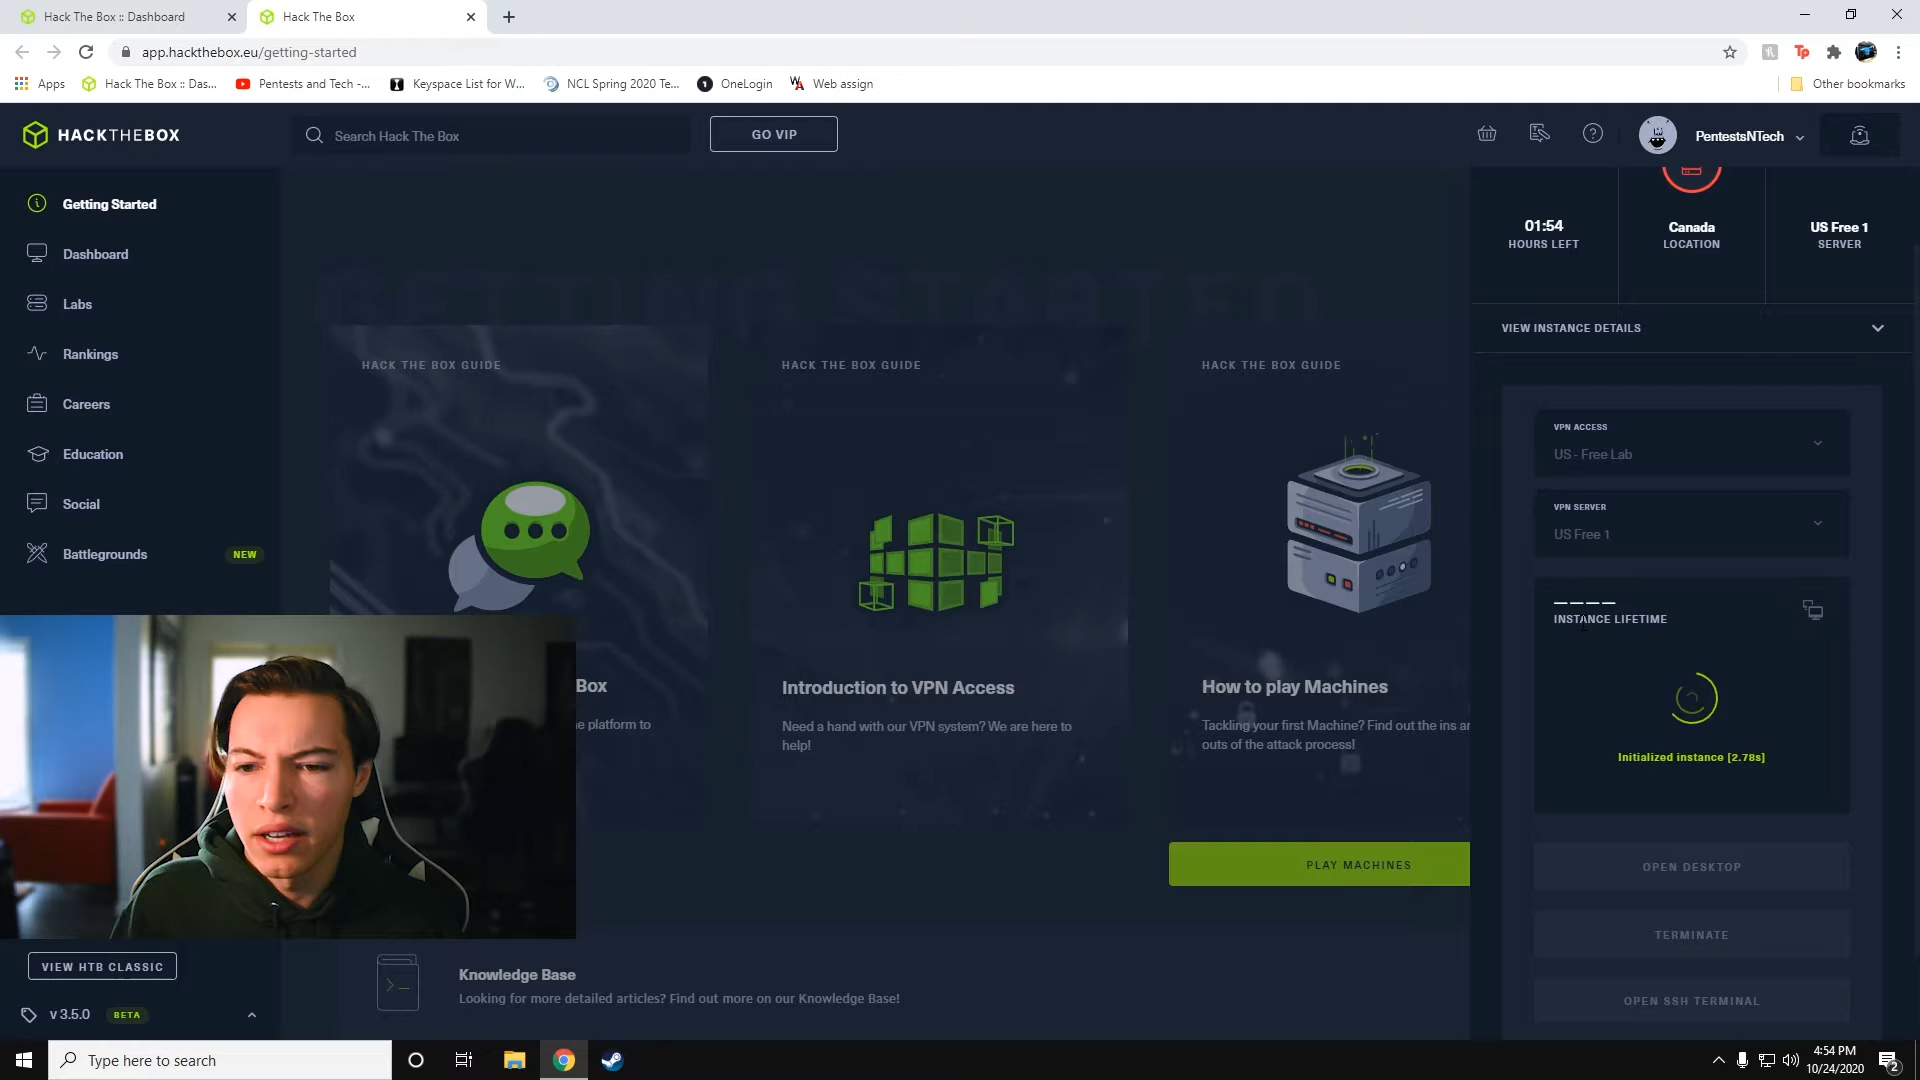 Hack The Box :: Dashboard
Hack The Box
app.hackthebox.eu/getting-started
Apps
Hack The Box :: Das...
Pentests and Tech -...
Keyspace List for W...
NCL Spring 2020 Te...
OneLogin
Web assign
Other bookmarks
HACKTHEBOX
Search Hack The Box
GO VIP
PentestsNTech
Getting Started
Dashboard
Labs
Rankings
Careers
Education
Social
Battlegrounds
NEW
GETTING STARTED
HACK THE BOX GUIDE
HACK THE BOX GUIDE
HACK THE BOX GUIDE
Box
e platform to
Introduction to VPN Access
Need a hand with our VPN system? We are here to
help!
How to play Machines
Tackling your first Machine? Find out the ins an
outs of the attack process!
PLAY MACHINES
Knowledge Base
Looking for more detailed articles? Find out more on our Knowledge Base!
01:54
HOURS LEFT
Canada
LOCATION
US Free 1
SERVER
VIEW INSTANCE DETAILS
VPN ACCESS
US - Free Lab
VPN SERVER
US Free 1
INSTANCE LIFETIME
Initialized instance [2.78s]
OPEN DESKTOP
TERMINATE
OPEN SSH TERMINAL
VIEW HTB CLASSIC
v 3.5.0
BETA
Type here to search
4:54 PM
10/24/2020
2